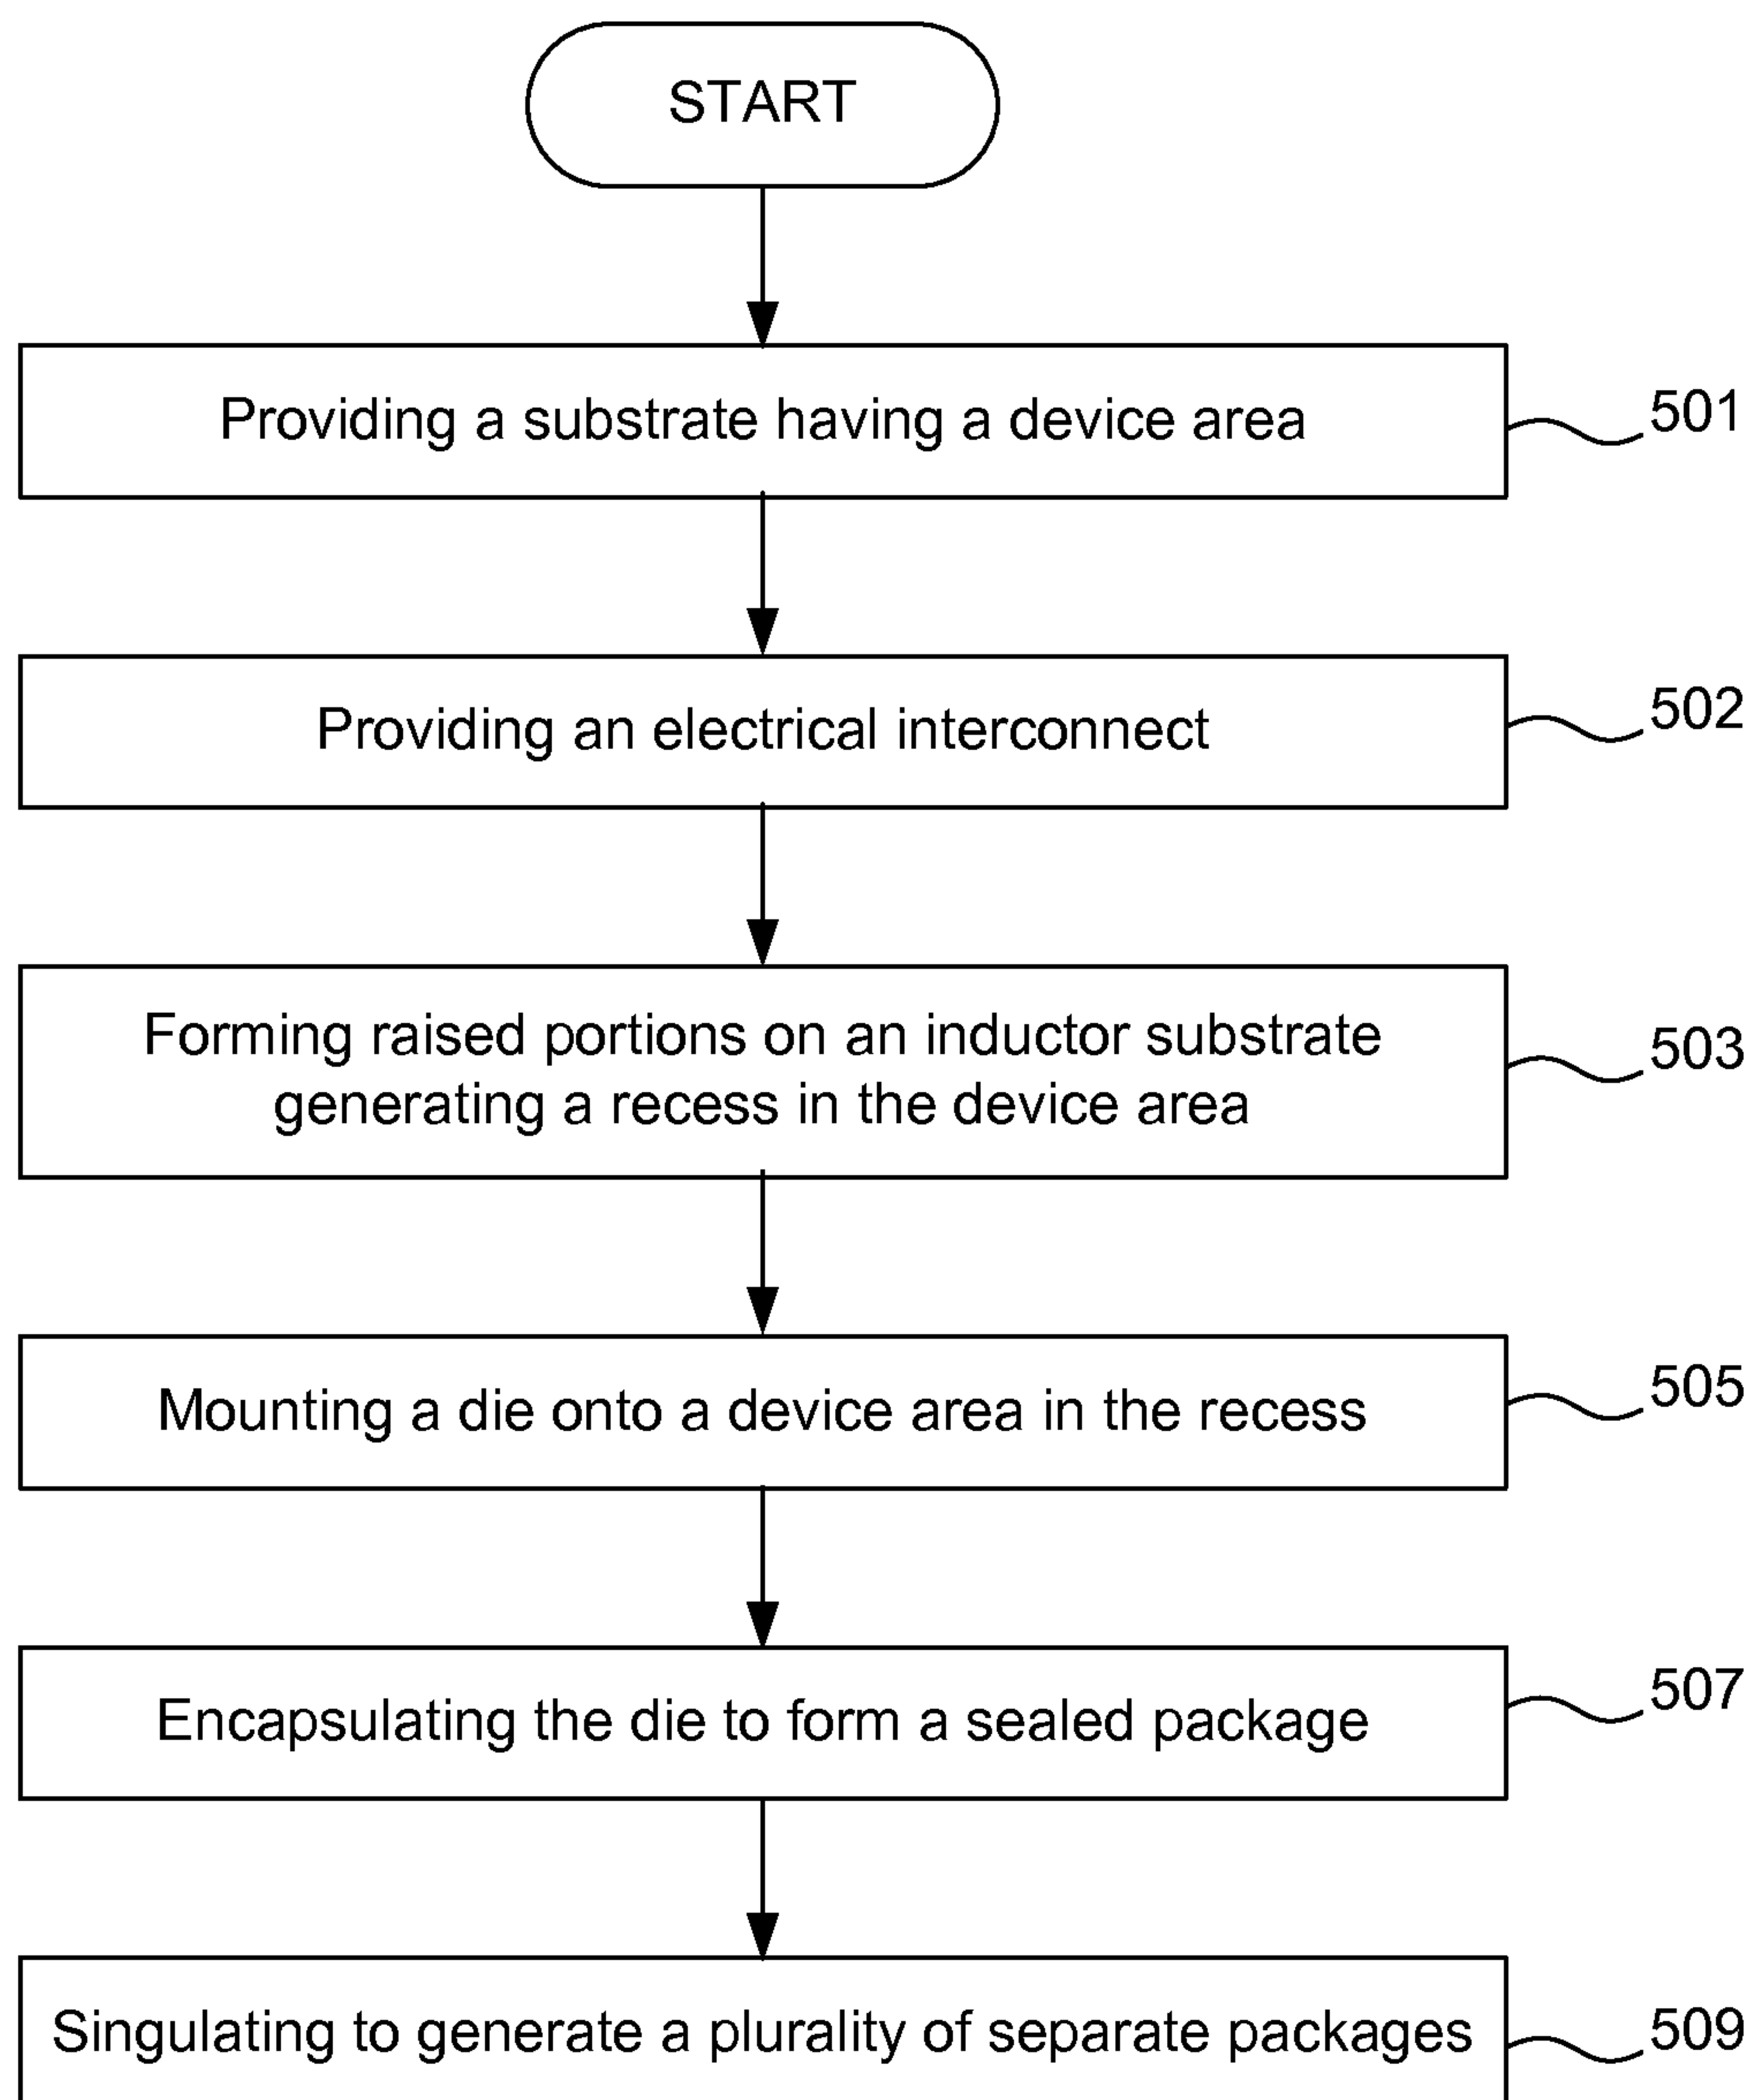 START
Providing a substrate having a device area
501
Providing an electrical interconnect
502
Forming raised portions on an inductor substrate
generating a recess in the device area
503
Mounting a die onto a device area in the recess
505
Encapsulating the die to form a sealed package
507
Singulating to generate a plurality of separate packages
509